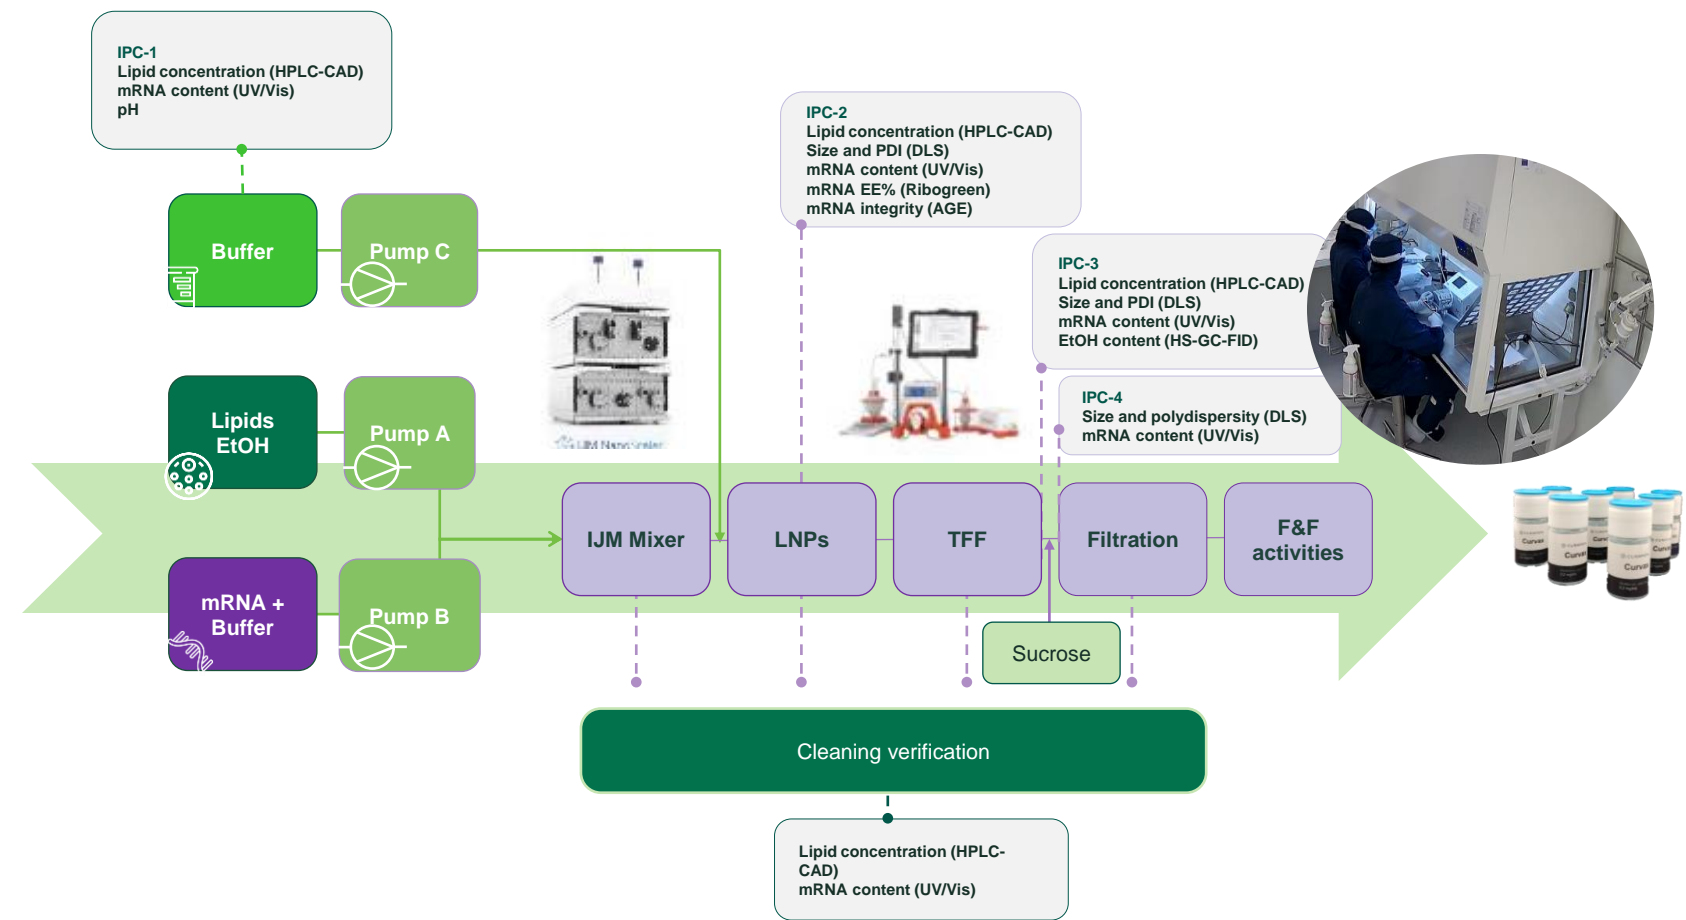 IPC-1
Lipid concentration (HPLC-CAD)
mRNA content (UV/Vis)
pH
IPC-2
Lipid concentration (HPLC-CAD)
Size and PDI (DLS)
mRNA content (UV/Vis)
mRNA EE% (Ribogreen)
mRNA integrity (AGE)
Buffer
Pump C
IPC-3
Lipid concentration (HPLC-CAD)
Size and PDI (DLS)
mRNA content (UV/Vis)
EtOH content (HS-GC-FID)
Lipids
EtOH
Pump A
IPC-4
Size and polydispersity (DLS)
mRNA content (UV/Vis)
IJM NanoScaler
IJM Mixer
LNPs
TFF
Filtration
F&F
activities
mRNA +
Buffer
Pump B
Sucrose
Cleaning verification
Lipid concentration (HPLC-
CAD)
mRNA content (UV/Vis)